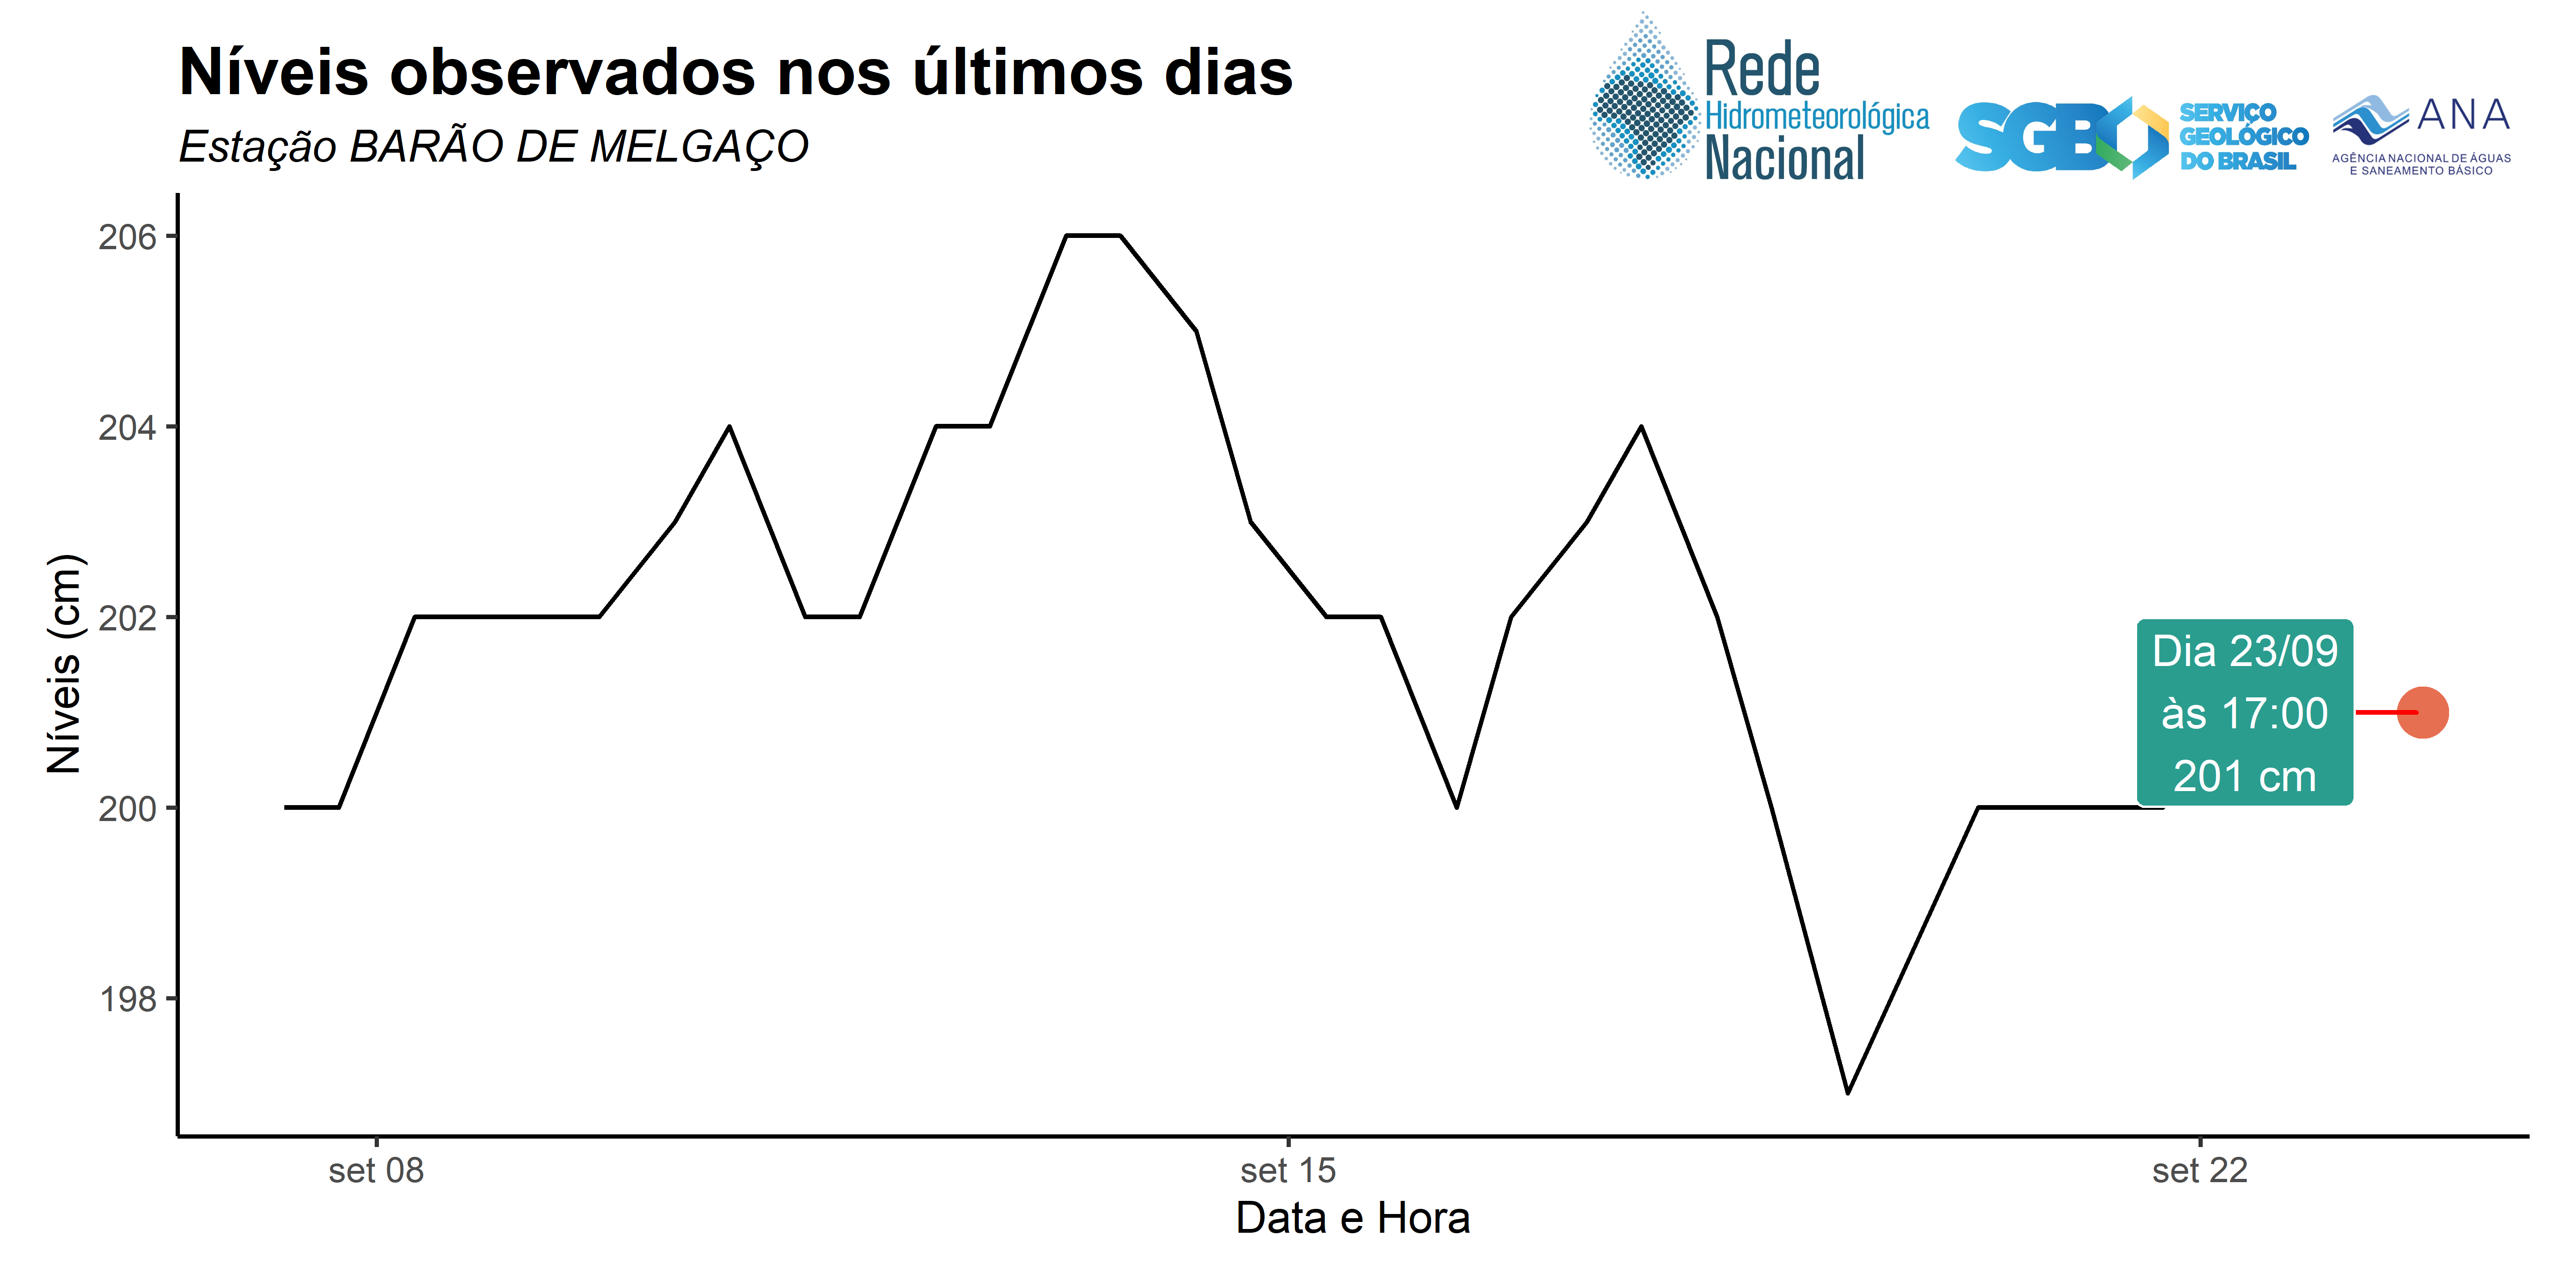 Níveis observados nos últimos dias
Estação BARÃO DE MELGAÇO
Rede
Hidrometeorológica
Nacional
SGB
SERVIÇO
GEOLÓGICO
DO BRASIL
ANA
AGÊNCIA NACIONAL DE ÁGUAS
E SANEAMENTO BÁSICO
Níveis (cm)
206
204
202
200
198
Dia 23/09
às 17:00
201 cm
set 08
set 15
set 22
Data e Hora